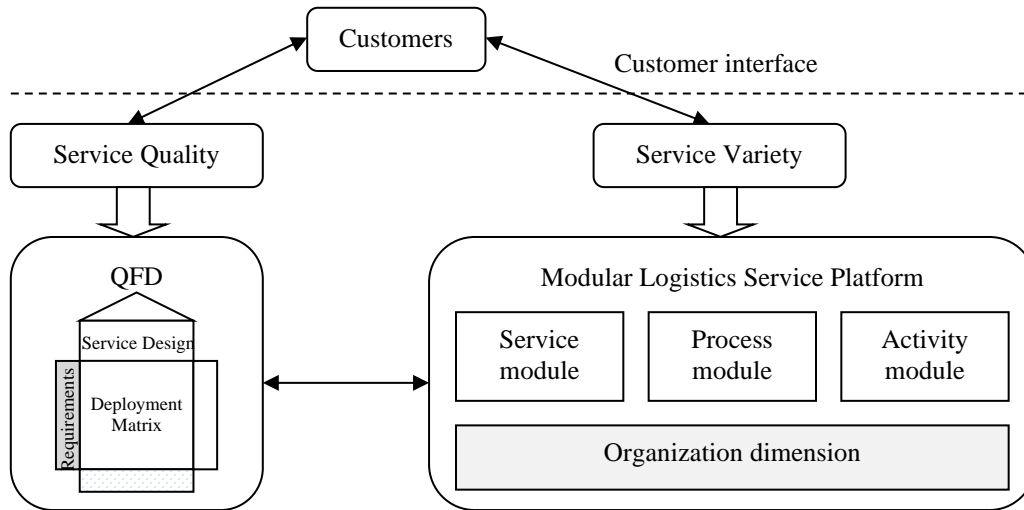 Customers
Customer interface
Service Quality
Service Variety
QFD
Service Design
Requirements
Deployment
Matrix
Modular Logistics Service Platform
Service
module
Process
module
Activity
module
Organization dimension